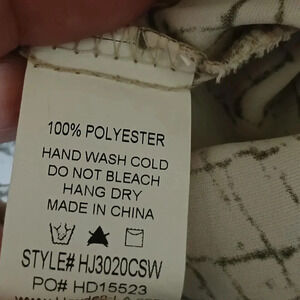 100% POLYESTER
HAND WASH COLD
DO NOT BLEACH
HANG DRY
MADE IN CHINA
STYLE# HJ3020CSW
PO# HD15523